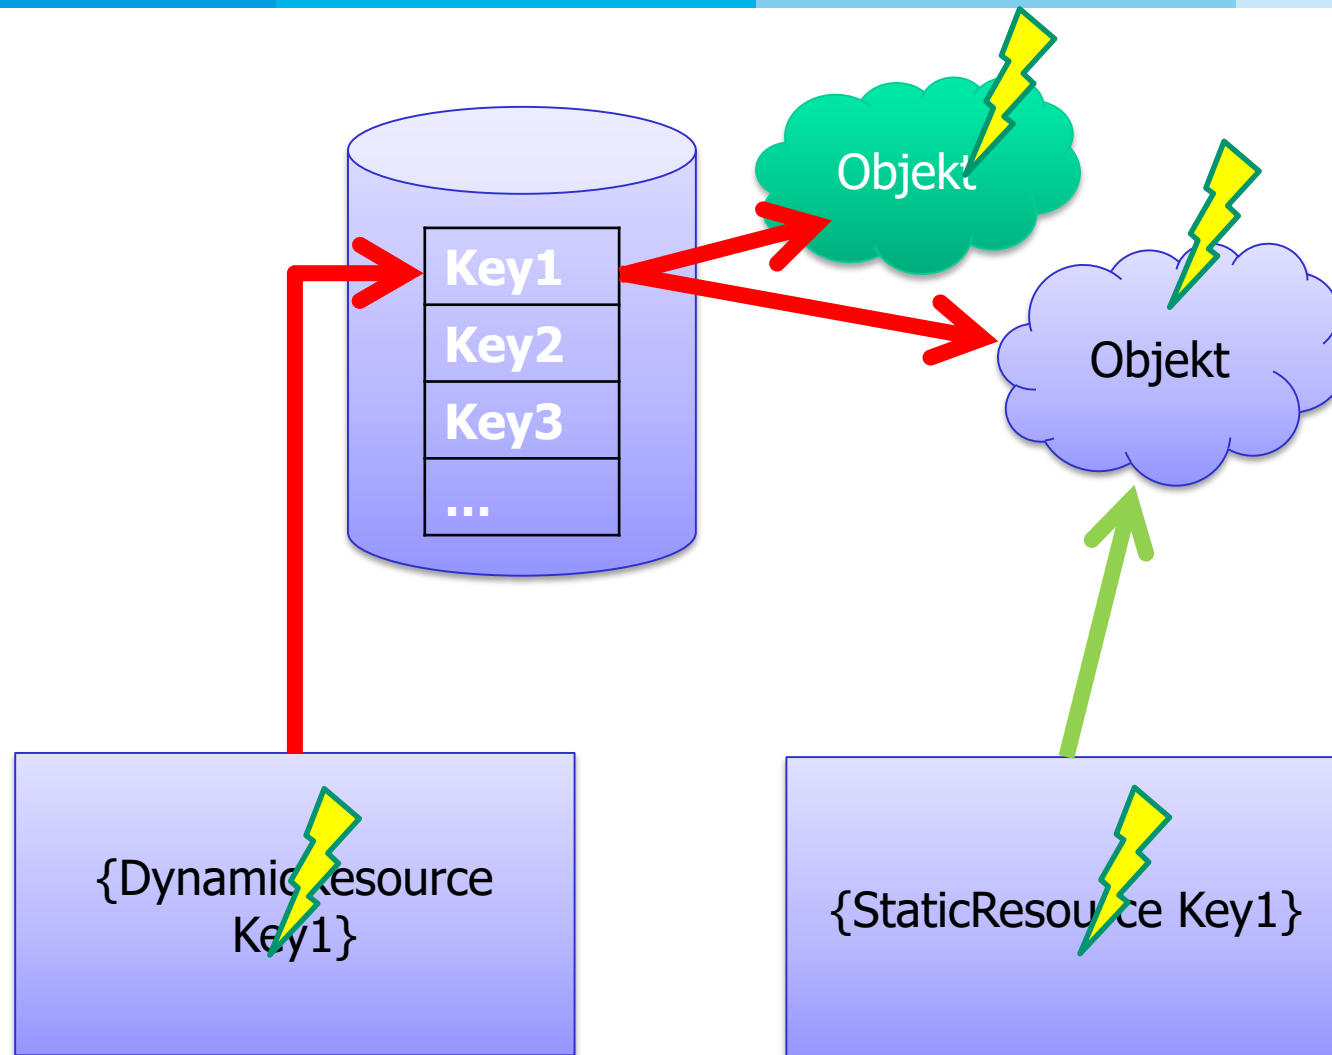 Objekt
Key1
Key2
Key3
...
Objekt
{DynamicResource
Key1}
{StaticResource Key1}